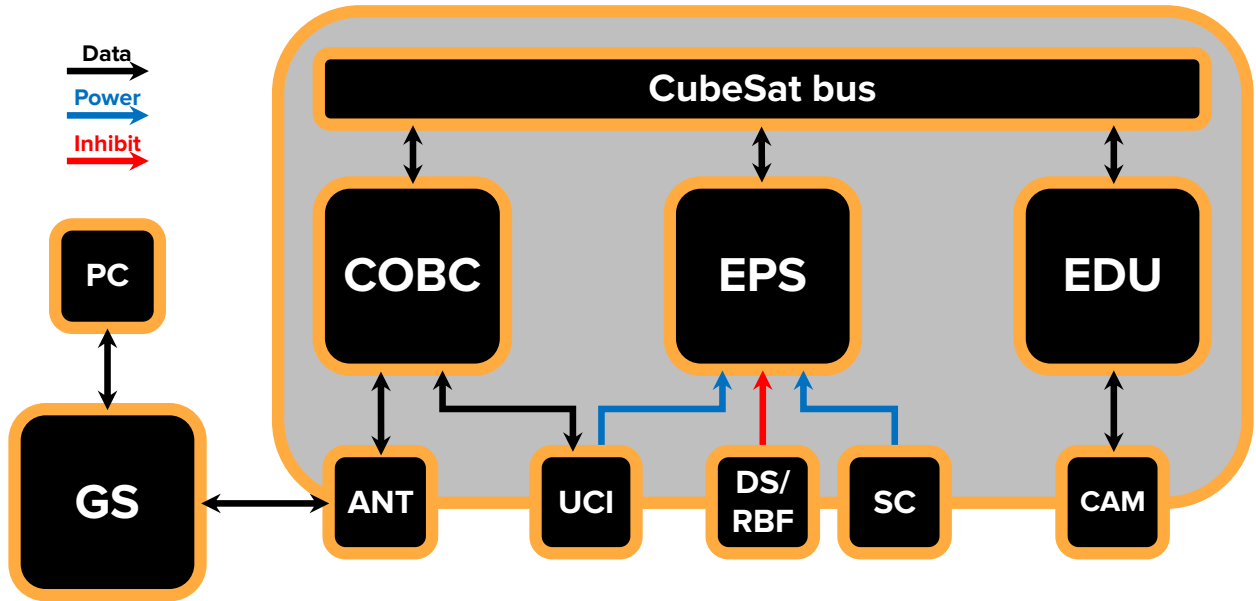 Data
Power
Inhibit
CubeSat bus
COBC
EPS
EDU
PC
GS
ANT
UCI
DS/
RBF
SC
CAM